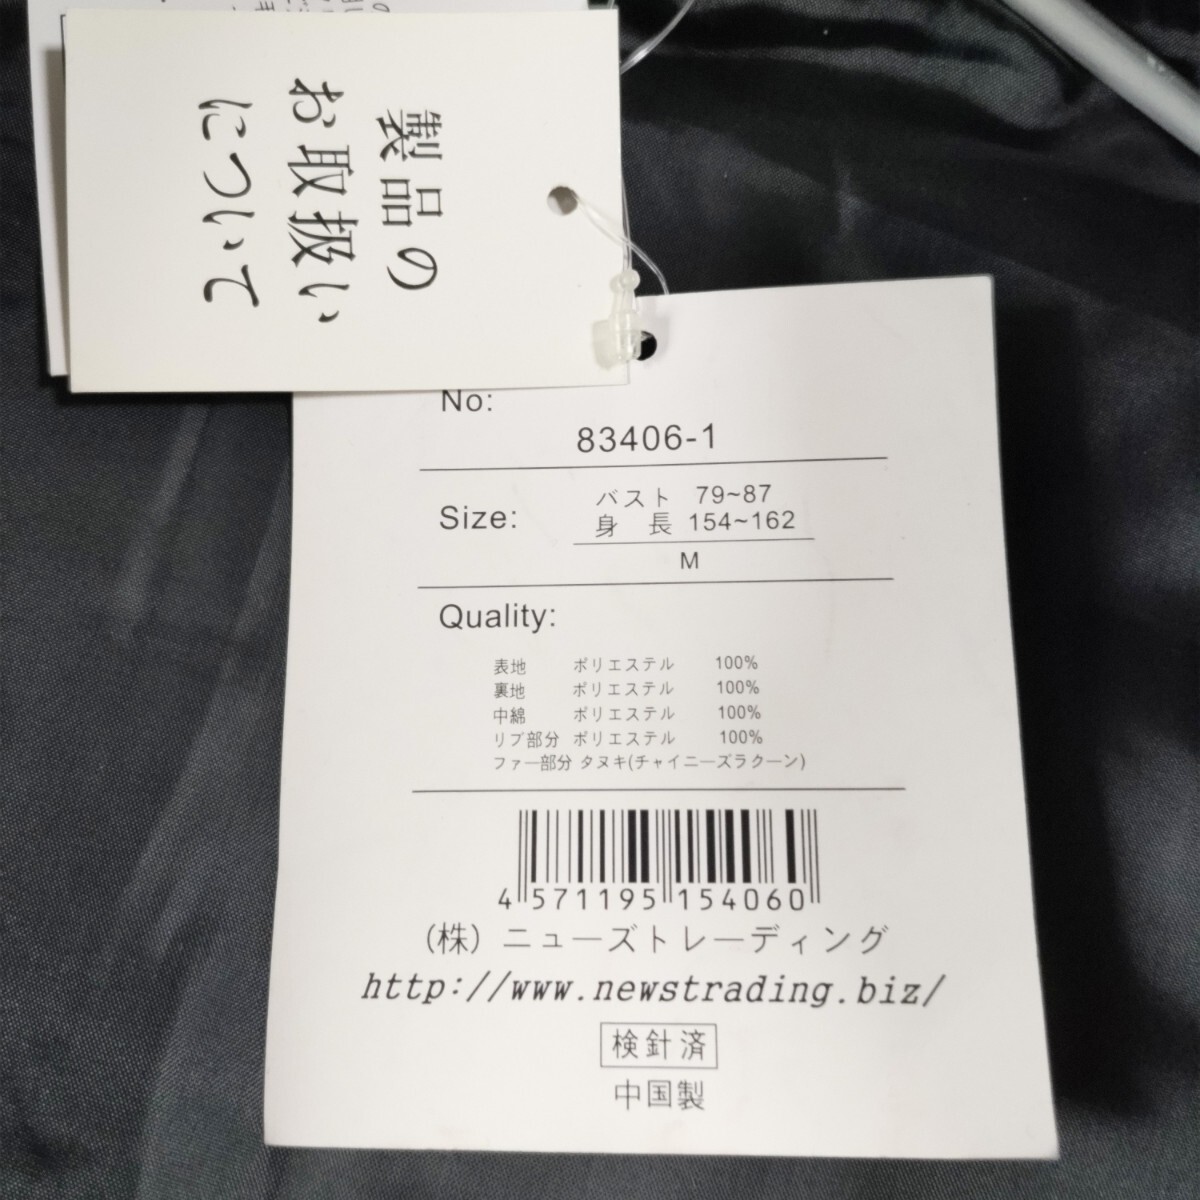 製品の
お取扱い
について
No:
83406-1
Size: バスト 79~87
身 長 154~162
M
Quality:
表地 ポリエステル 100%
裏地 ポリエステル 100%
中綿 ポリエステル 100%
リブ部分 ポリエステル 100%
ファー部分 タヌキ(チャイニーズラクーン)
4 571195 154060
(株) ニューズトレーディング
http://www.newstrading.biz/
検針済
中国製